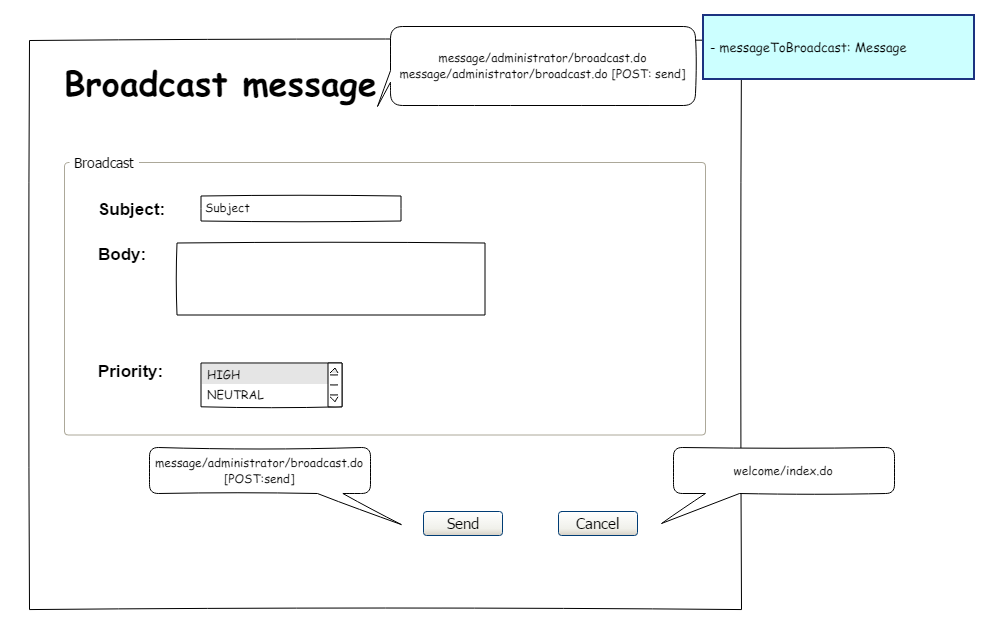 message/administrator/broadcast.do
message/administrator/broadcast.do [POST: send]
- messageToBroadcast: Message
Broadcast message
Broadcast
Subject:
Subject
Body:
Priority:
HIGH
NEUTRAL
message/administrator/broadcast.do
[POST:send]
welcome/index.do
Send
Cancel